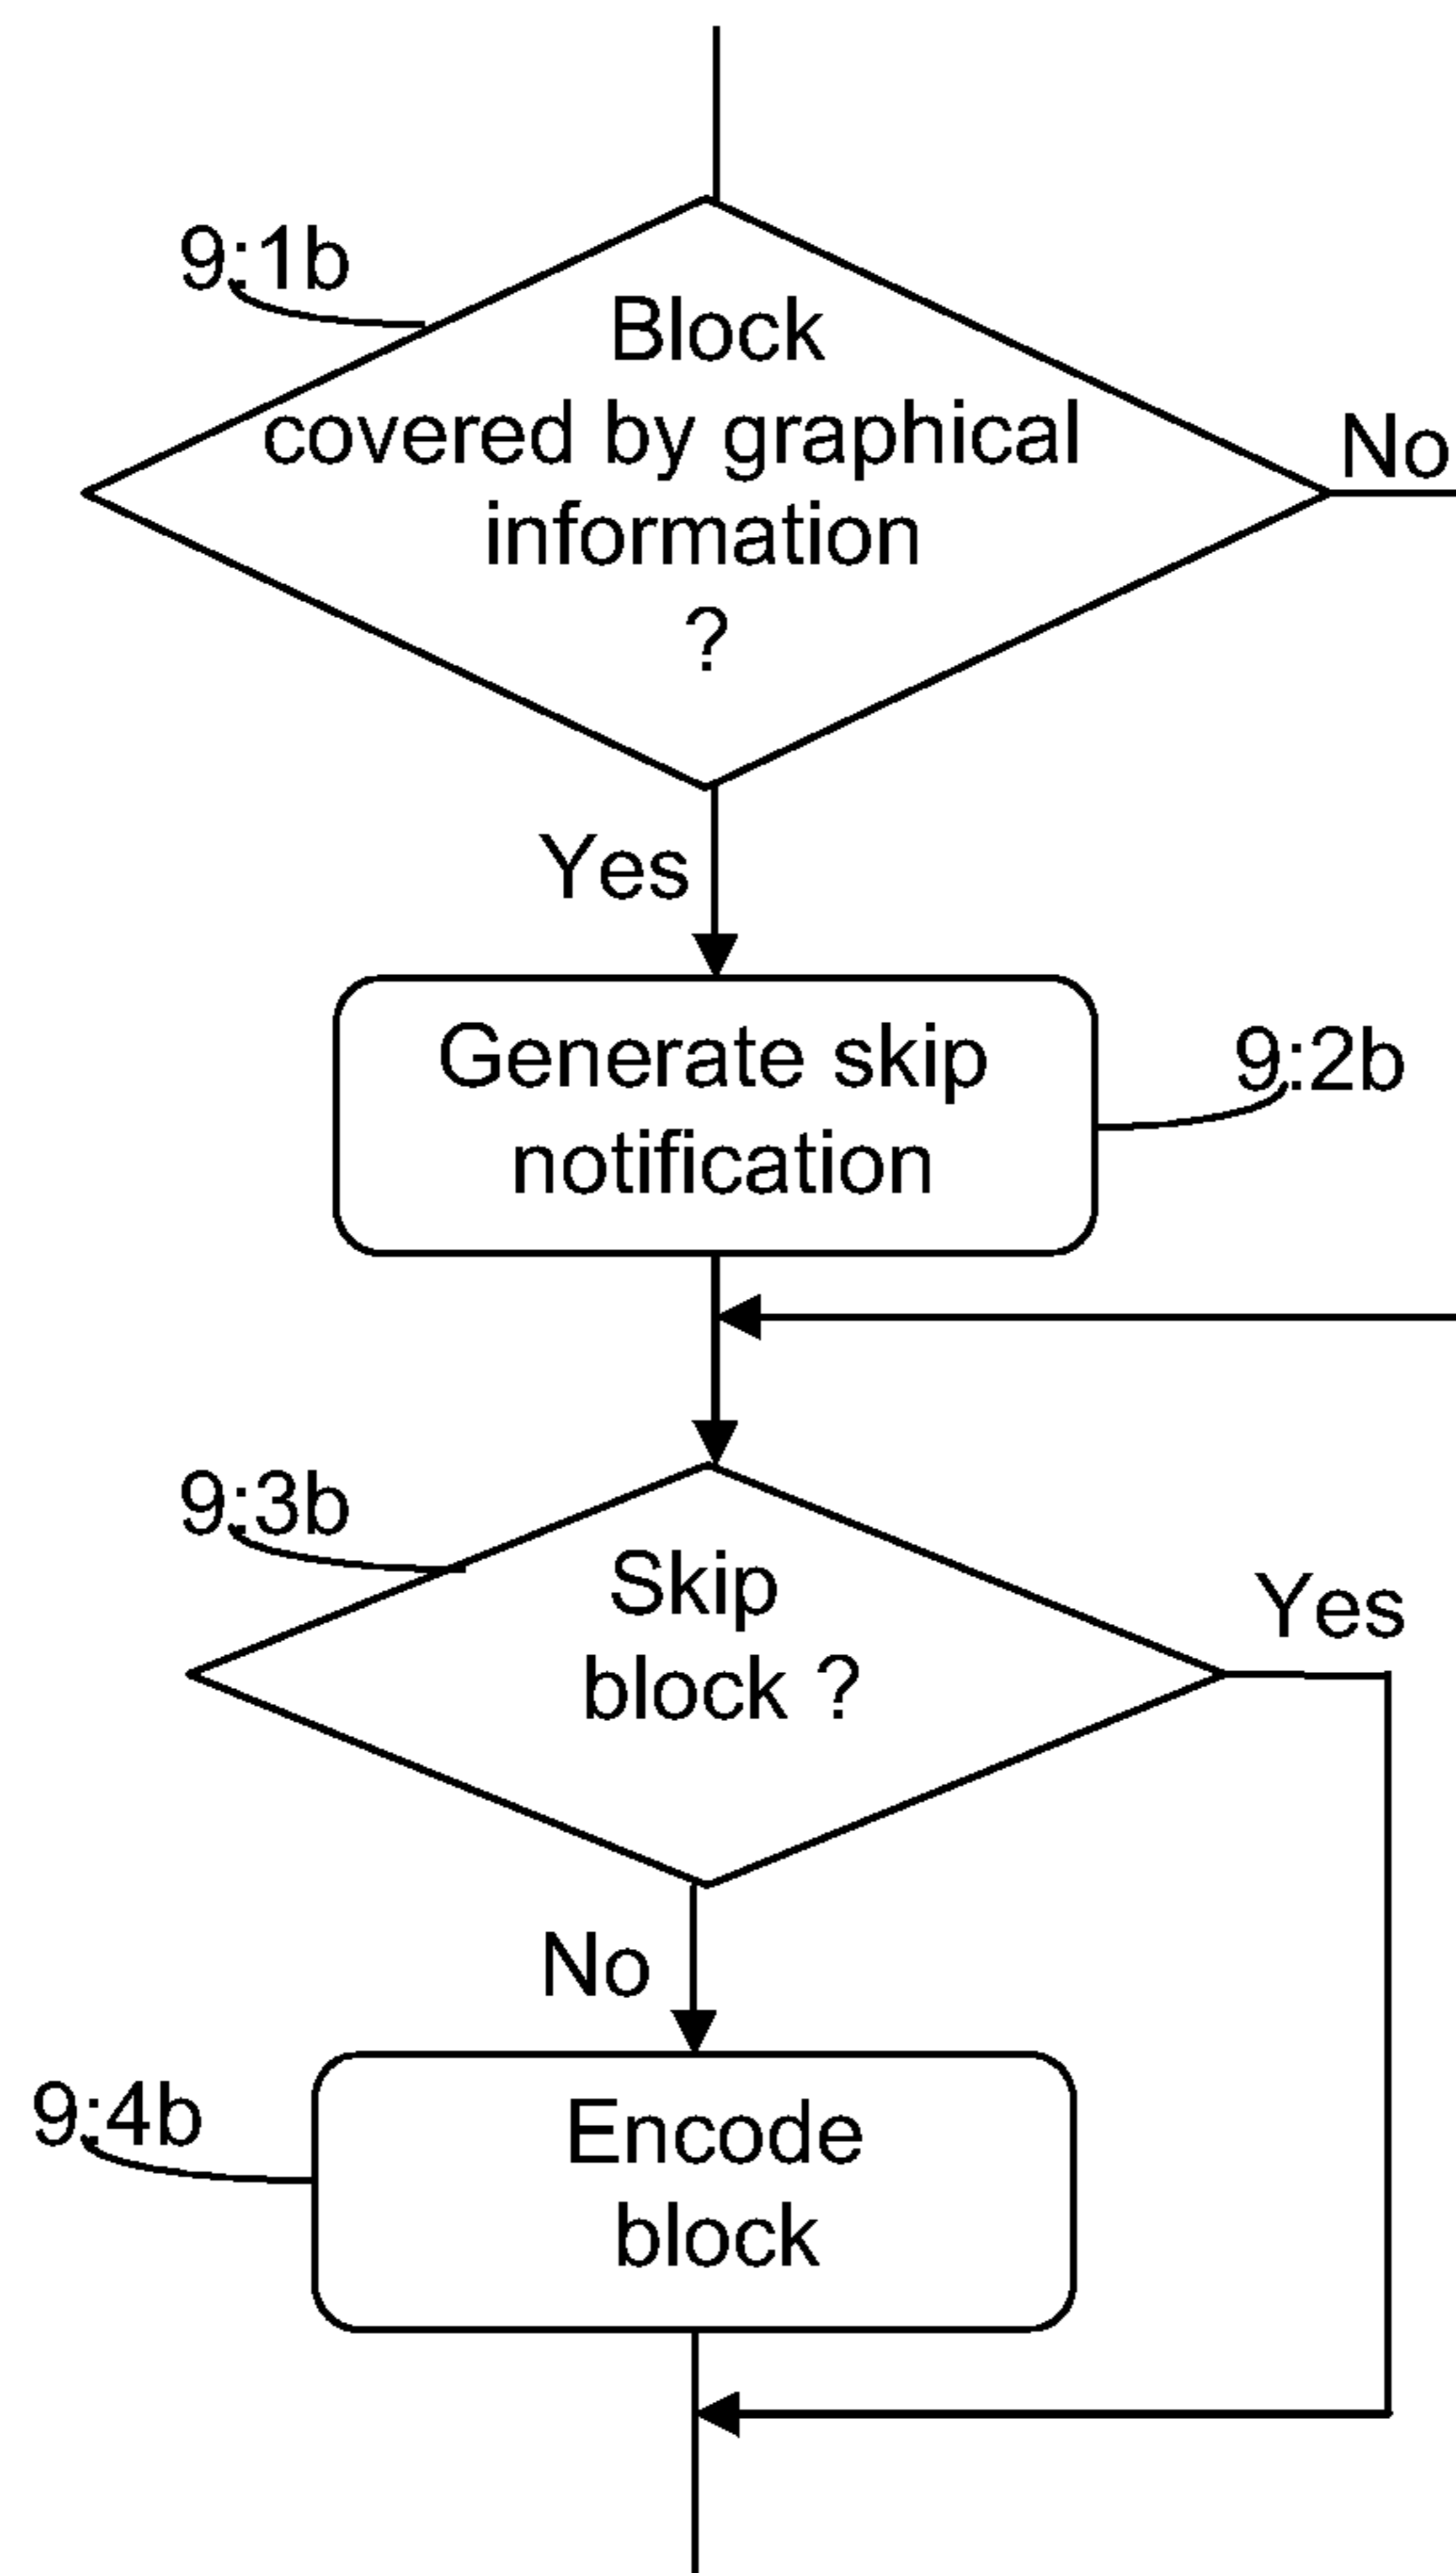 9:1b
Block
covered by graphical
information
?
No
Yes
Generate skip
notification
9:2b
9:3b
Skip
block ?
Yes
No
9:4b
Encode
block